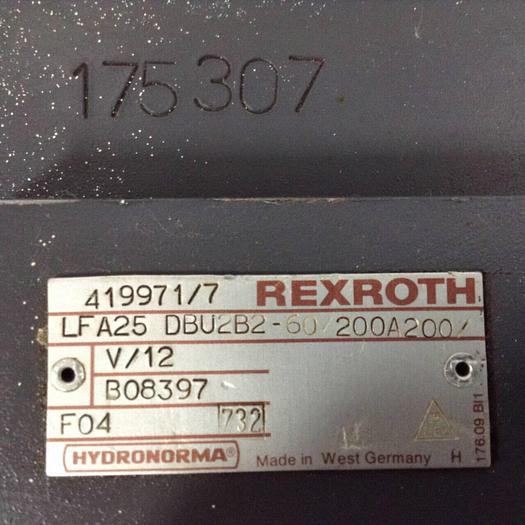 175307
419971/7 REXROTH
LFA25 DBU2B2-60/200A200/
V/12
B08397
F04 732
HYDRONORMA® Made in West Germany H
176.09 BI1